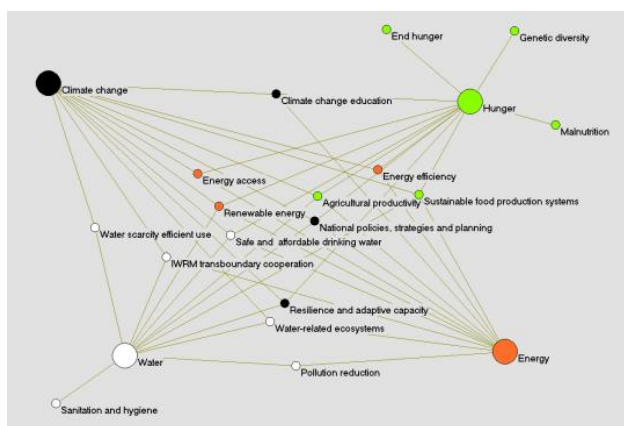 End hunger
Genetic diversity
Climate change
Climate change education
Hunger
Malnutrition
Energy access
Energy efficiency
Agricultural productivity
Sustainable food production systems
Renewable energy
National policies, strategies and planning
Water scarcity efficient use
Safe and affordable drinking water
IWRM transboundary cooperation
Resilience and adaptive capacity
Water-related ecosystems
Water
Energy
Pollution reduction
Sanitation and hygiene